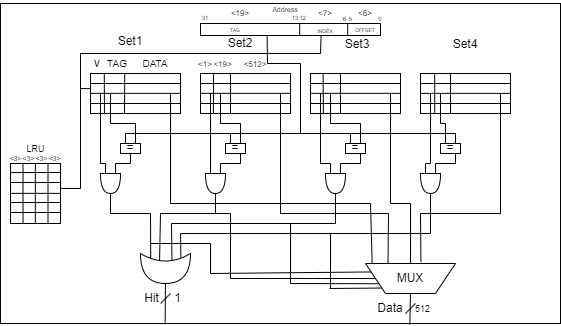 Address
<19> <7> <6>
31 13 12 6 5 0
TAG INDEX OFFSET
Set1 Set2 Set3 Set4
V TAG DATA <1> <19> <512>
= = = =
LRU
<3> <3> <3> <3>
MUX
Hit 1
Data 512